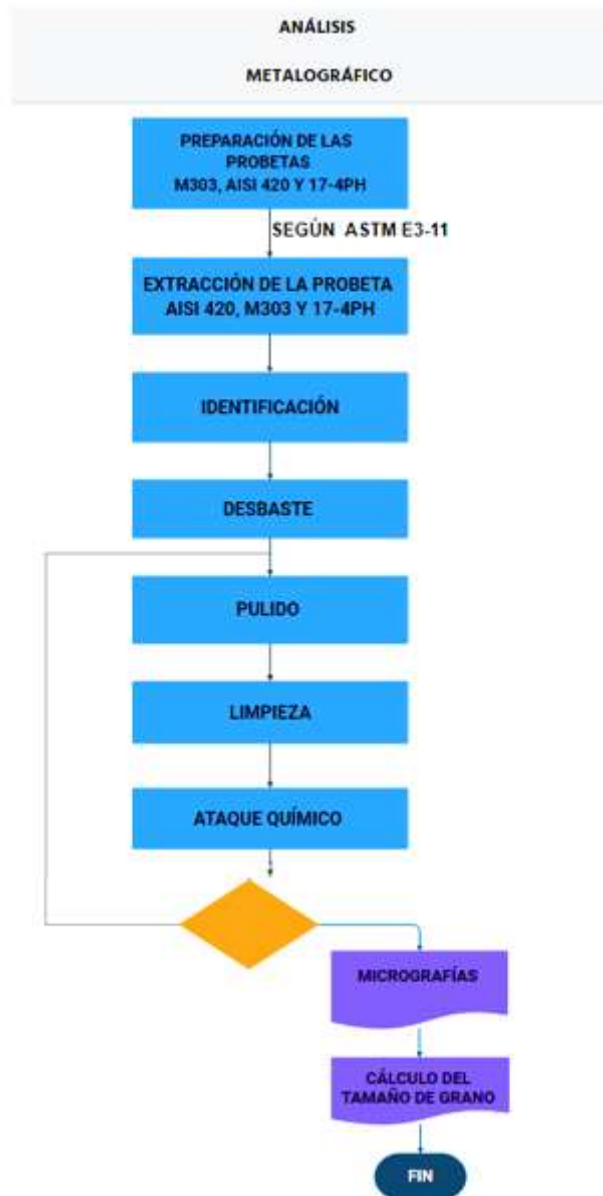 ANÁLISIS
METALOGRÁFICO
PREPARACIÓN DE LAS
PROBETAS
M303, AISI 420 Y 17-4PH
SEGÚN ASTM E3-11
EXTRACCIÓN DE LA PROBETA
AISI 420, M303 Y 17-4PH
IDENTIFICACIÓN
DESBASTE
PULIDO
LIMPIEZA
ATAQUE QUÍMICO
MICROGRAFÍAS
CÁLCULO DEL
TAMAÑO DE GRANO
FIN